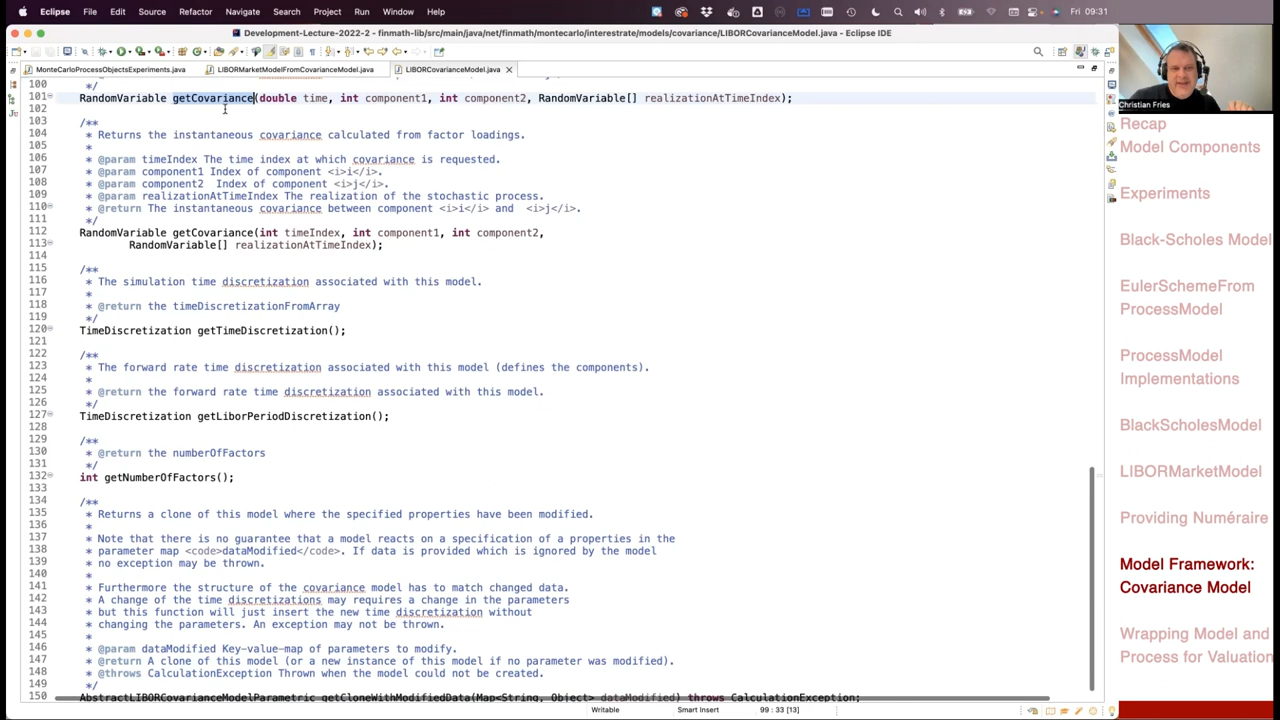 Eclipse File Edit Source Refactor Navigate Search Project Run Window Help Fri 09:31
Development-Lecture-2022-2 - finmath-lib/src/main/java/net/finmath/montecarlo/interestrate/models/covariance/LIBORCovarianceModel.java - Eclipse IDE
MonteCarloProcessObjectsExperiments.java LIBORMarketModelFromCovarianceModel.java LIBORCovarianceModel.java
100 */
101 RandomVariable getCovariance(double time, int component1, int component2, RandomVariable[] realizationAtTimeIndex);
102
103 /**
104 * Returns the instantaneous covariance calculated from factor loadings.
105 *
106 * @param timeIndex The time index at which covariance is requested.
107 * @param component1 Index of component <i>i</i>.
108 * @param component2  Index of component <i>j</i>.
109 * @param realizationAtTimeIndex The realization of the stochastic process.
110 * @return The instantaneous covariance between component <i>i</i> and  <i>j</i>.
111 */
112 RandomVariable getCovariance(int timeIndex, int component1, int component2,
113 RandomVariable[] realizationAtTimeIndex);
114
115 /**
116 * The simulation time discretization associated with this model.
117 *
118 * @return the timeDiscretizationFromArray
119 */
120 TimeDiscretization getTimeDiscretization();
121
122 /**
123 * The forward rate time discretization associated with this model (defines the components).
124 *
125 * @return the forward rate time discretization associated with this model.
126 */
127 TimeDiscretization getLiborPeriodDiscretization();
128
129 /**
130 * @return the numberOfFactors
131 */
132 int getNumberOfFactors();
133
134 /**
135 * Returns a clone of this model where the specified properties have been modified.
136 *
137 * Note that there is no guarantee that a model reacts on a specification of a properties in the
138 * parameter map <code>dataModified</code>. If data is provided which is ignored by the model
139 * no exception may be thrown.
140 *
141 * Furthermore the structure of the covariance model has to match changed data.
142 * A change of the time discretizations may requires a change in the parameters
143 * but this function will just insert the new time discretization without
144 * changing the parameters. An exception may not be thrown.
145 *
146 * @param dataModified Key-value-map of parameters to modify.
147 * @return A clone of this model (or a new instance of this model if no parameter was modified).
148 * @throws CalculationException Thrown when the model could not be created.
149 */
150 AbstractLIBORCovarianceModelParametric getCloneWithModifiedData(Map<String, Object> dataModified) throws CalculationException;
Writable Smart Insert 99 : 33 [13]
Christian Fries
Recap
Model Components
Experiments
Black-Scholes Model
EulerSchemeFrom
ProcessModel
ProcessModel
Implementations
BlackScholesModel
LIBORMarketModel
Providing Numéraire
Model Framework:
Covariance Model
Wrapping Model and
Process for Valuation